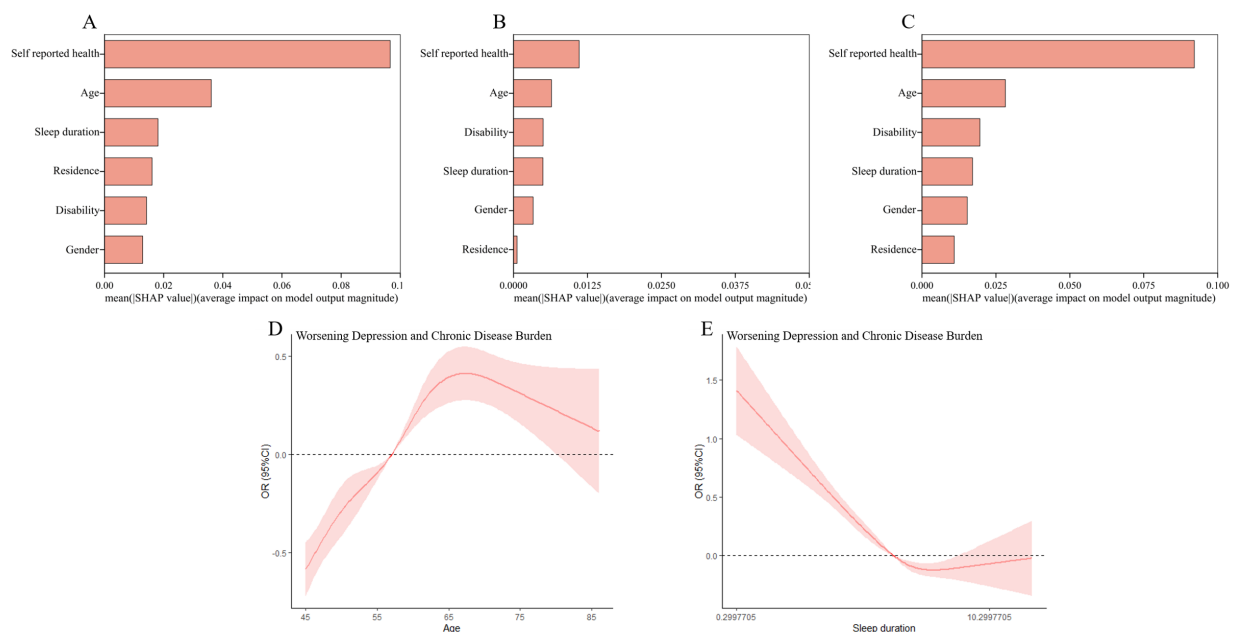 A
Self reported health
Age
Sleep duration
Residence
Disability
Gender
0.00 0.02 0.04 0.06 0.08 0.1
mean(|SHAP value|)(average impact on model output magnitude)
B
Self reported health
Age
Disability
Sleep duration
Gender
Residence
0.0000 0.0125 0.0250 0.0375 0.05
mean(|SHAP value|)(average impact on model output magnitude)
C
Self reported health
Age
Disability
Sleep duration
Gender
Residence
0.000 0.025 0.050 0.075 0.100
mean(|SHAP value|)(average impact on model output magnitude)
D
Worsening Depression and Chronic Disease Burden
OR (95%CI)
0.5
0.0
-0.5
45 55 65 75 85
Age
E
Worsening Depression and Chronic Disease Burden
OR (95%CI)
1.5
1.0
0.5
0.0
0.2997705 10.2997705
Sleep duration